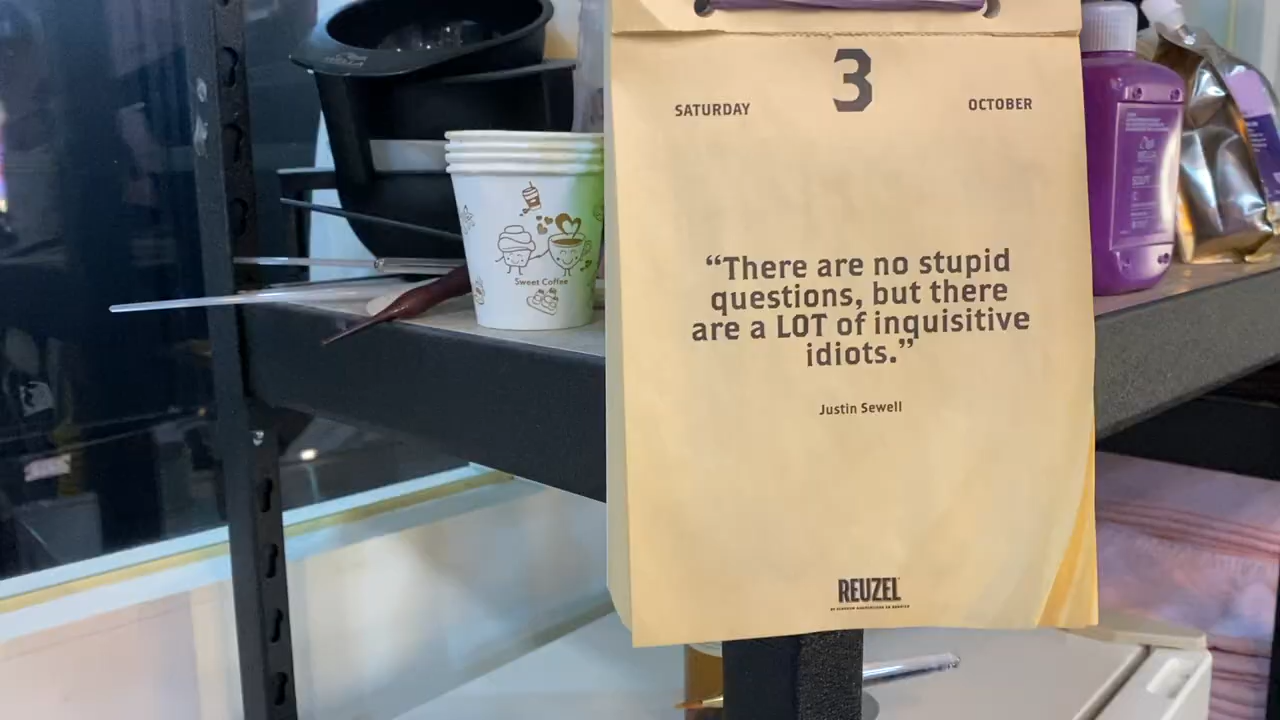 3
SATURDAY
OCTOBER
“There are no stupid
questions, but there
are a LOT of inquisitive
idiots.”
Justin Sewell
REUZEL
Sweet Coffee
WELLA